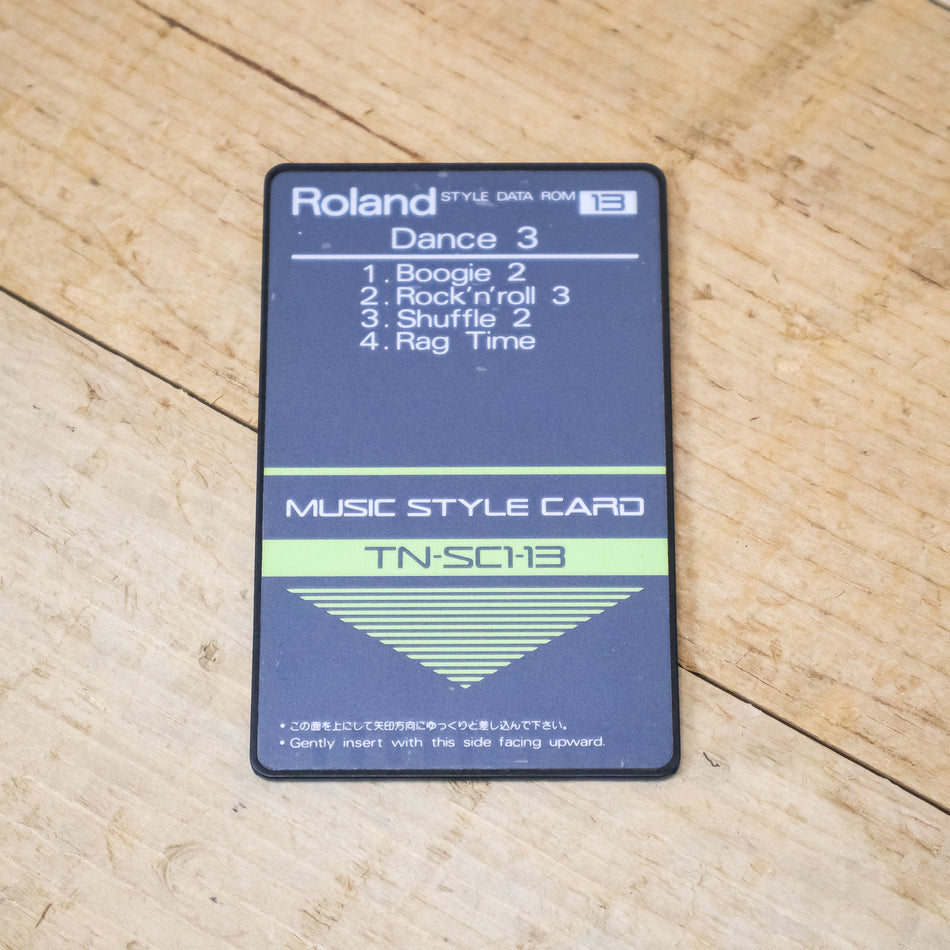 Roland STYLE DATA ROM 13
Dance 3
1. Boogie 2
2. Rock'n'roll 3
3. Shuffle 2
4. Rag Time
MUSIC STYLE CARD
TN-SC1-13
• この面を上にして矢印方向にゆっくりと差し込んで下さい。
• Gently insert with this side facing upward.